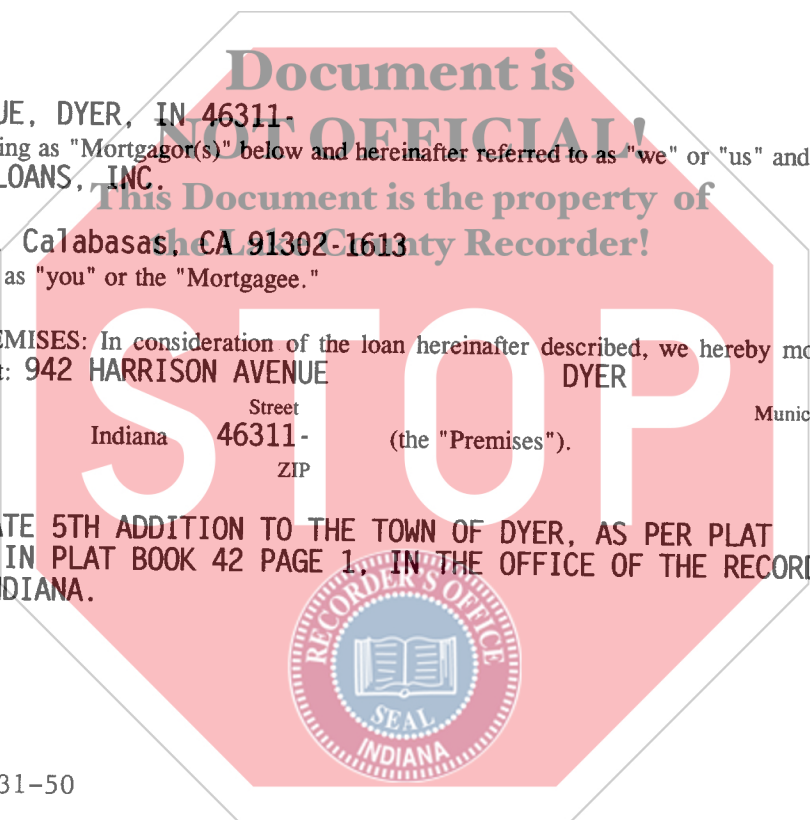 Document is
UE, DYER, IN 46311-
NOT OFFICIAL!
ing as "Mortgagor(s)" below and hereinafter referred to as "we" or "us" and
LOANS, INC.
This Document is the property of
Calabasas, CA 91302-1613
the Lake County Recorder!
as "you" or the "Mortgagee."
EMISES: In consideration of the loan hereinafter described, we hereby mo
t: 942 HARRISON AVENUE DYER
Street Munic
Indiana 46311- (the "Premises").
ZIP
STOP
ATE 5TH ADDITION TO THE TOWN OF DYER, AS PER PLAT
IN PLAT BOOK 42 PAGE 1, IN THE OFFICE OF THE RECORD
DIANA.
RECORDER'S OFFICE
SEAL
INDIANA
31-50